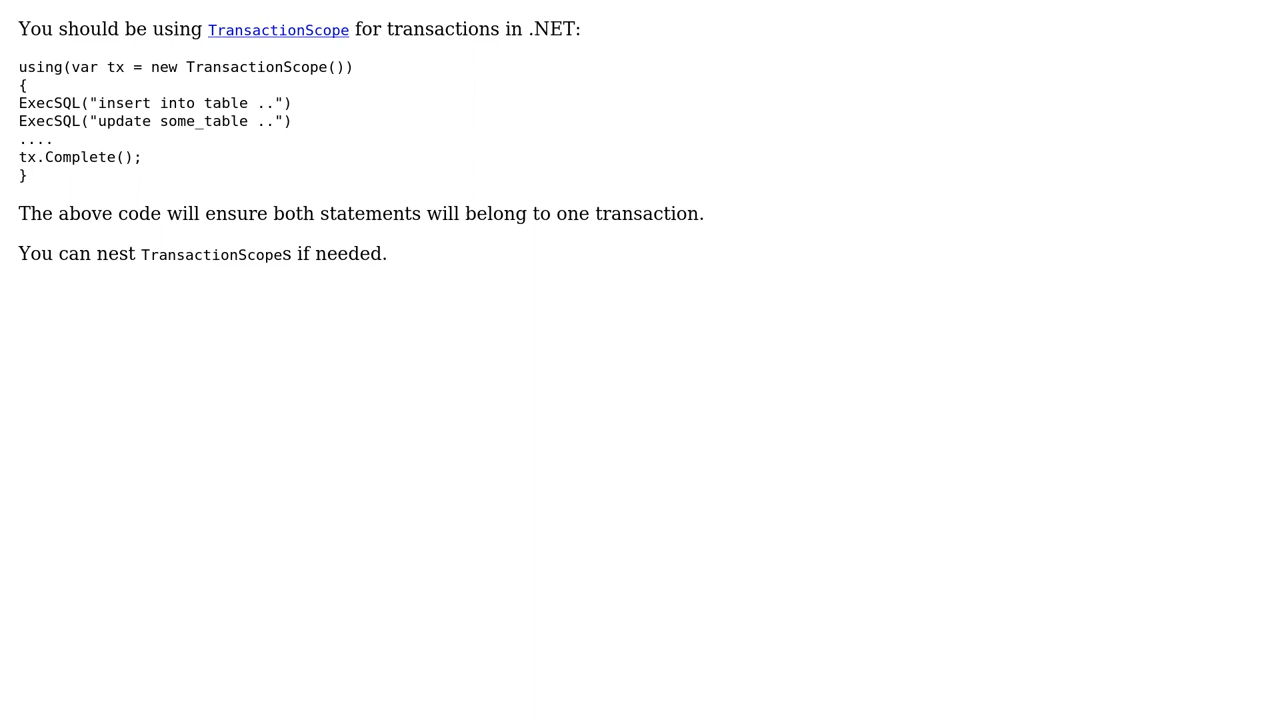 You should be using TransactionScope for transactions in .NET:
using(var tx = new TransactionScope())
{
ExecSQL("insert into table ..")
ExecSQL("update some_table ..")
....
tx.Complete();
}
The above code will ensure both statements will belong to one transaction.
You can nest TransactionScopes if needed.